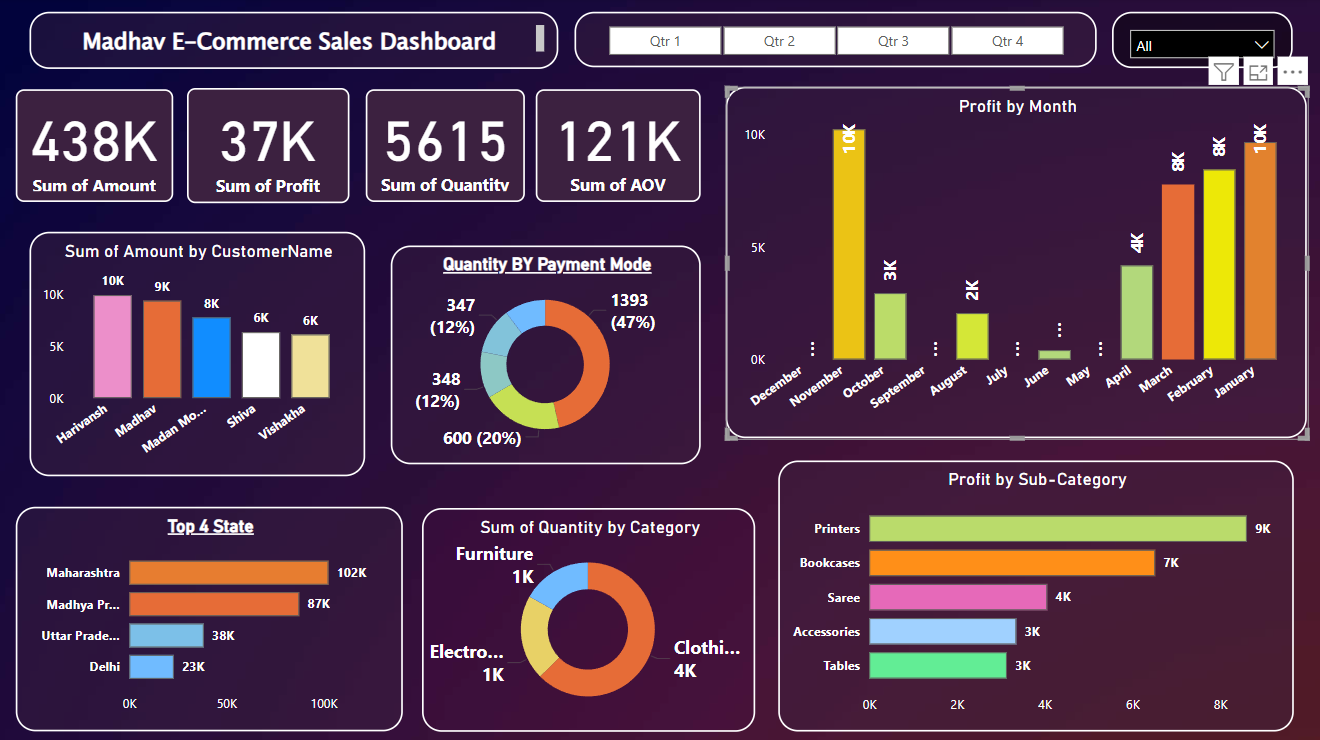 Madhav E-Commerce Sales Dashboard
Qtr 1
Qtr 2
Qtr 3
Qtr 4
All
438K
Sum of Amount
37K
Sum of Profit
5615
Sum of Quantity
121K
Sum of AOV
Profit by Month
10K
5K
0K
...
10K
3K
...
2K
...
...
...
4K
8K
8K
10K
December
November
October
September
August
July
June
May
April
March
February
January
Sum of Amount by CustomerName
10K
5K
0K
10K
9K
8K
6K
6K
Harivansh
Madhav
Madan Mo...
Shiva
Vishakha
Quantity BY Payment Mode
347
(12%)
1393
(47%)
348
(12%)
600 (20%)
Top 4 State
Maharashtra
102K
Madhya Pr...
87K
Uttar Prade...
38K
Delhi
23K
0K
50K
100K
Sum of Quantity by Category
Furniture
1K
Electro...
1K
Clothi...
4K
Profit by Sub-Category
Printers
9K
Bookcases
7K
Saree
4K
Accessories
3K
Tables
3K
0K
2K
4K
6K
8K